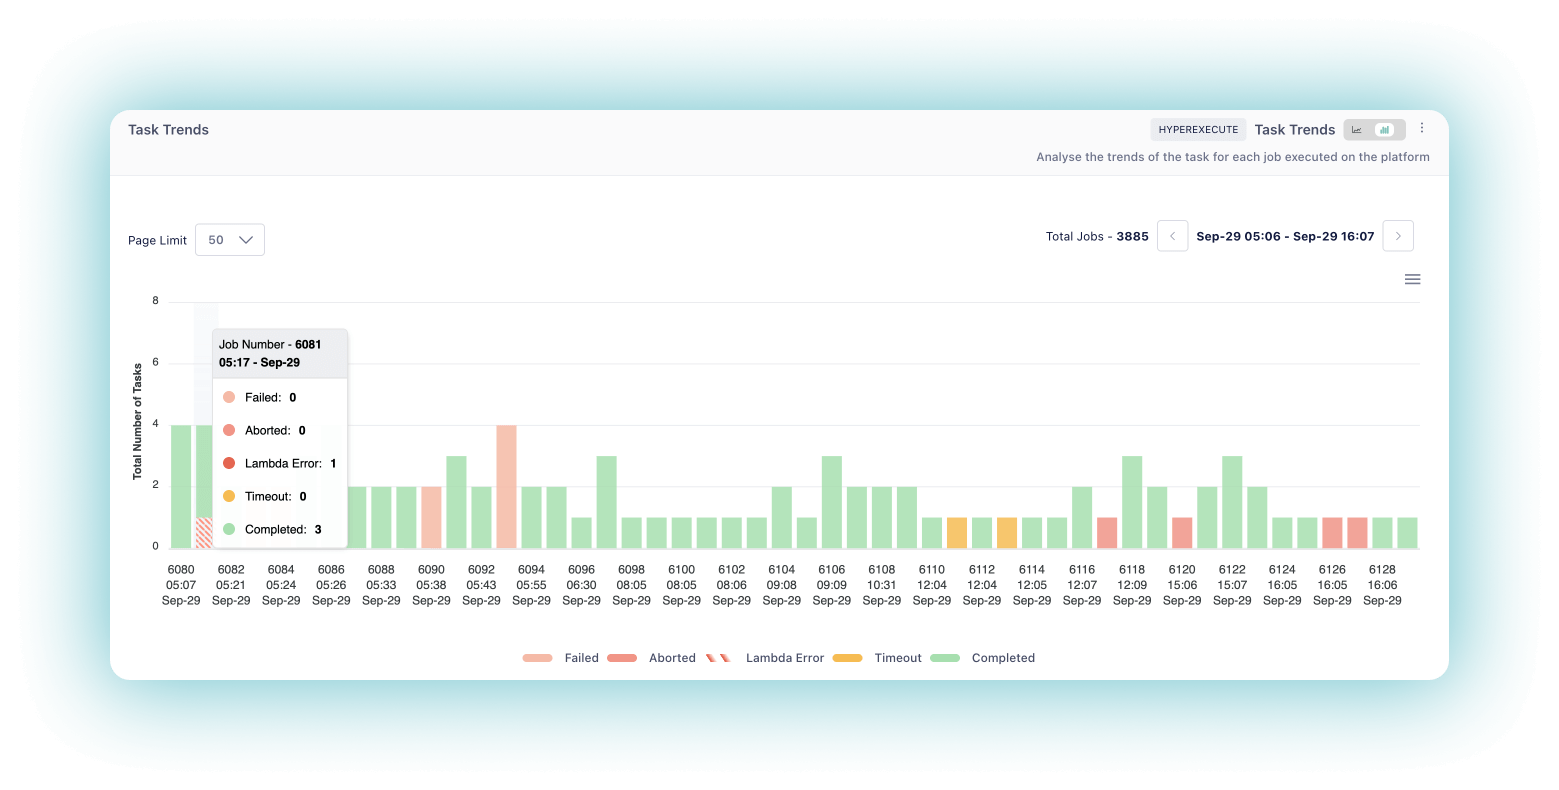 Task Trends
HYPEREXECUTE Task Trends
Analyse the trends of the task for each job executed on the platform
Page Limit 50
Total Jobs - 3885 Sep-29 05:06 - Sep-29 16:07
Total Number of Tasks
8
6
4
2
0
Job Number - 6081
05:17 - Sep-29
Failed: 0
Aborted: 0
Lambda Error: 1
Timeout: 0
Completed: 3
6080 6082 6084 6086 6088 6090 6092 6094 6096 6098 6100 6102 6104 6106 6108 6110 6112 6114 6116 6118 6120 6122 6124 6126 6128
05:07 05:21 05:24 05:26 05:33 05:38 05:43 05:55 06:30 08:05 08:05 08:06 09:08 09:09 10:31 12:04 12:04 12:05 12:07 12:09 15:06 15:07 16:05 16:05 16:06
Sep-29 Sep-29 Sep-29 Sep-29 Sep-29 Sep-29 Sep-29 Sep-29 Sep-29 Sep-29 Sep-29 Sep-29 Sep-29 Sep-29 Sep-29 Sep-29 Sep-29 Sep-29 Sep-29 Sep-29 Sep-29 Sep-29 Sep-29 Sep-29 Sep-29
Failed Aborted Lambda Error Timeout Completed